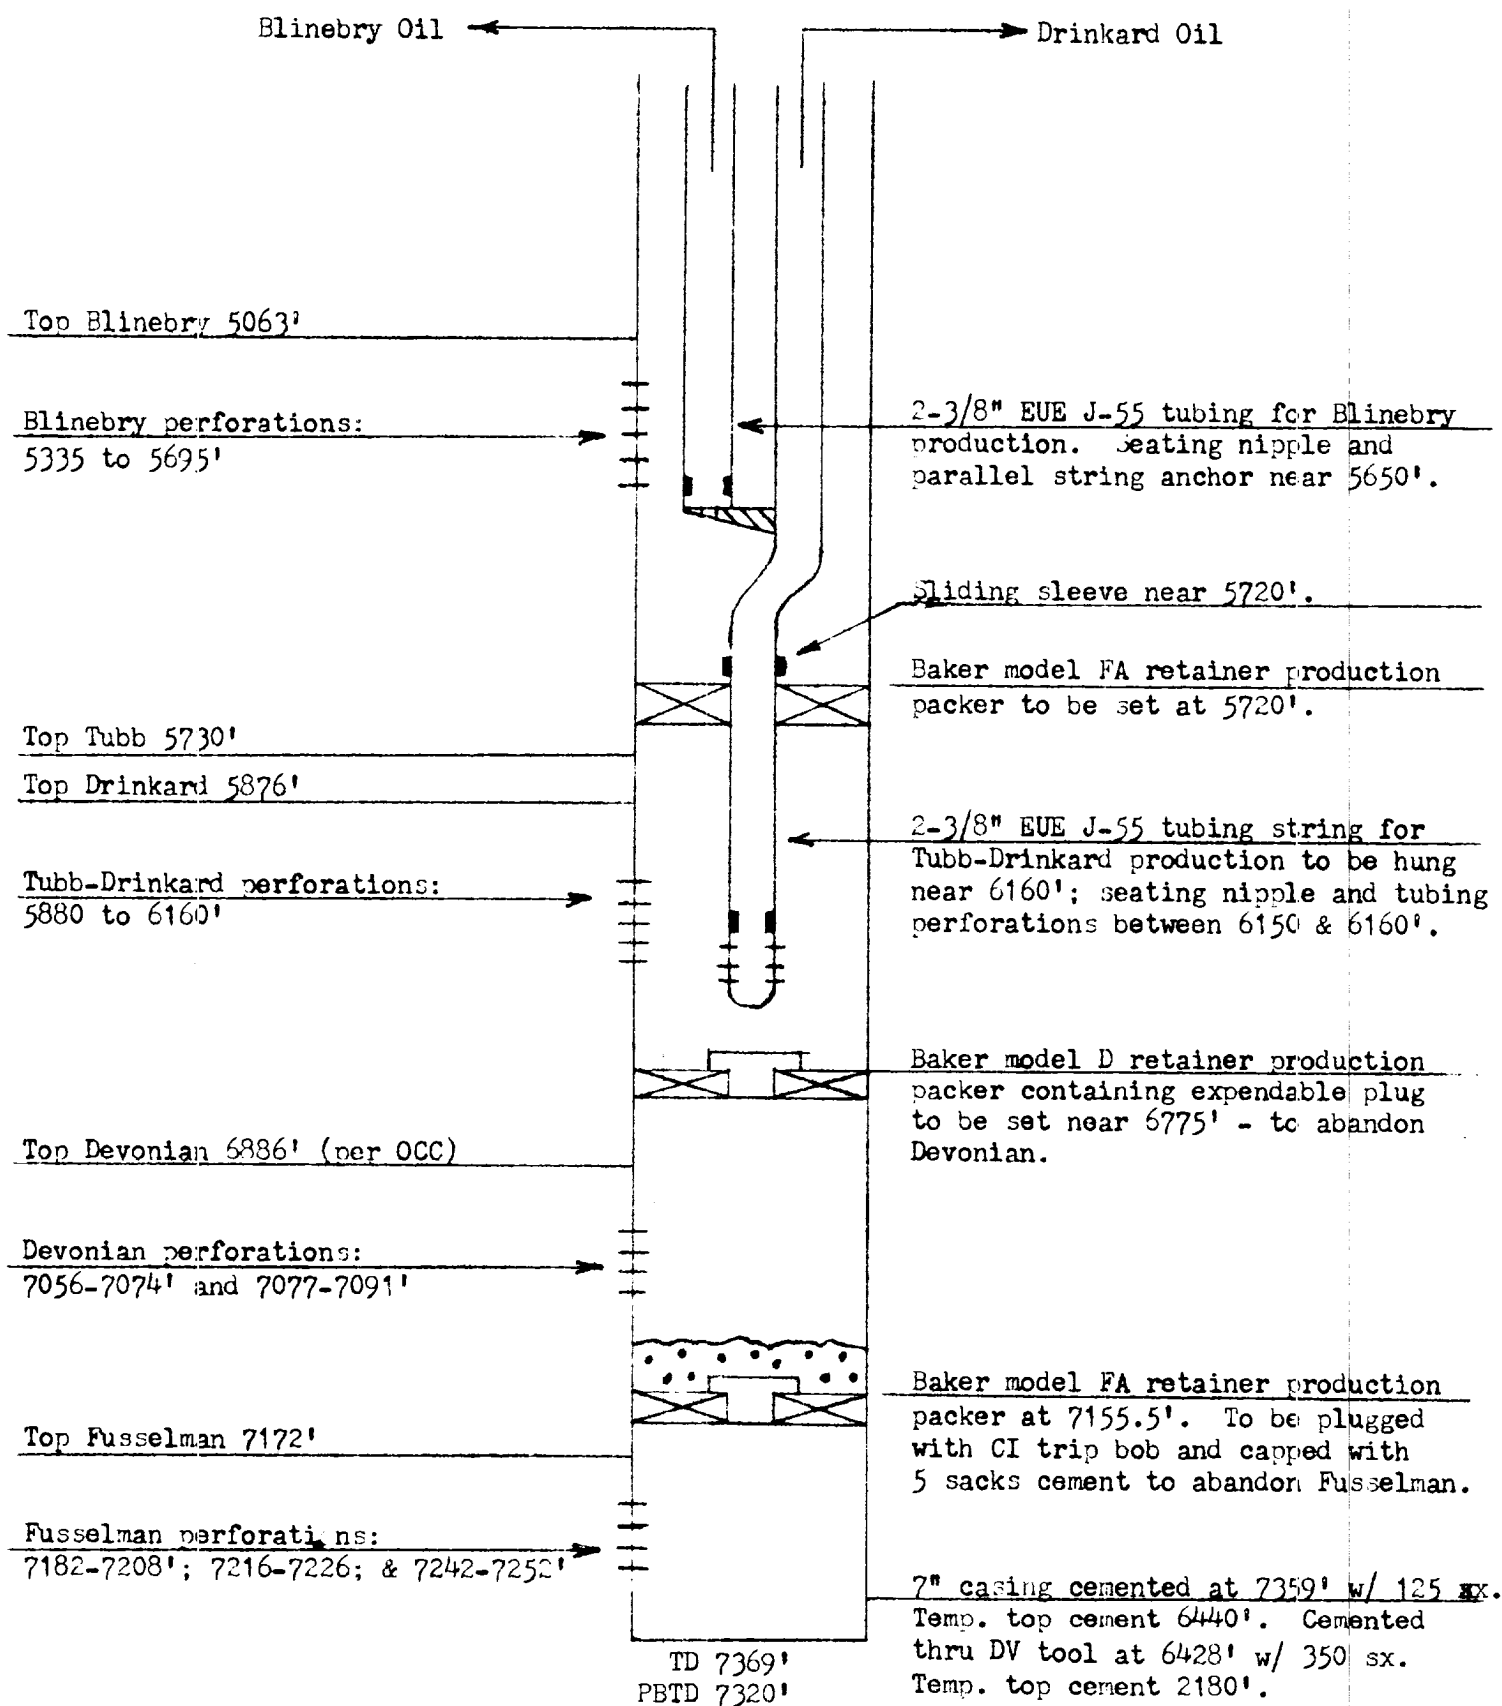 Blinebry Oil
Drinkard Oil
Top Blinebry 5063'
Blinebry perforations:
5335 to 5695'
2-3/8" EUE J-55 tubing for Blinebry
production. Seating nipple and
parallel string anchor near 5650'.
Sliding sleeve near 5720'.
Baker model FA retainer production
packer to be set at 5720'.
Top Tubb 5730'
Top Drinkard 5876'
2-3/8" EUE J-55 tubing string for
Tubb-Drinkard production to be hung
near 6160'; seating nipple and tubing
perforations between 6150 & 6160'.
Tubb-Drinkard perforations:
5880 to 6160'
Baker model D retainer production
packer containing expendable plug
to be set near 6775' - to abandon
Devonian.
Top Devonian 6886' (per OCC)
Devonian perforations:
7056-7074' and 7077-7091'
Baker model FA retainer production
packer at 7155.5'. To be plugged
with CI trip bob and capped with
5 sacks cement to abandon Fusselman.
Top Fusselman 7172'
Fusselman perforati ns:
7182-7208'; 7216-7226; & 7242-7252'
7" casing cemented at 7359' w/ 125 sx.
Temp. top cement 6440'. Cemented
thru DV tool at 6428' w/ 350 sx.
Temp. top cement 2180'.
TD 7369'
PBTD 7320'